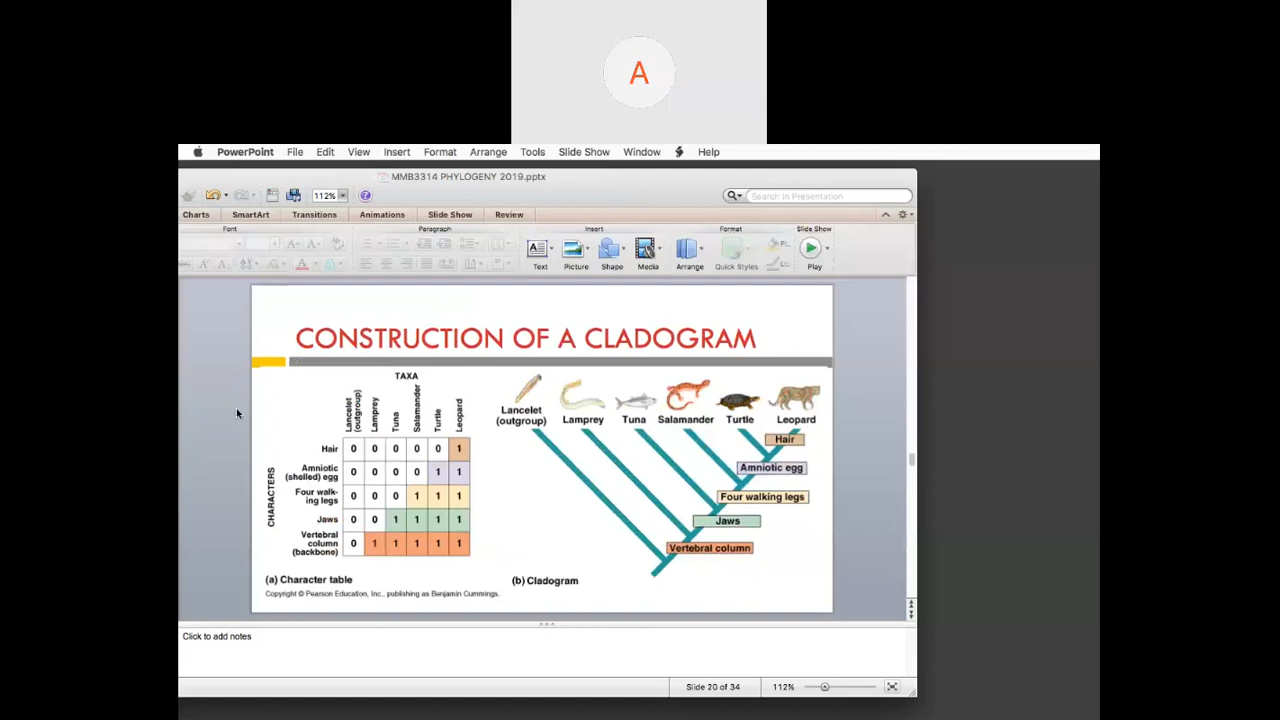 A
PowerPoint File Edit View Insert Format Arrange Tools Slide Show Window Help
MMB3314 PHYLOGENY 2019.pptx
112% Search in Presentation
Charts SmartArt Transitions Animations Slide Show Review
Font Paragraph Insert Format Slide Show
Text Picture Shape Media Arrange Quick Styles Play
CONSTRUCTION OF A CLADOGRAM
TAXA
Lancelet (outgroup)
Lamprey
Tuna
Salamander
Turtle
Leopard
CHARACTERS
Hair 0 0 0 0 0 1
Amniotic (shelled) egg 0 0 0 0 1 1
Four walk-ing legs 0 0 0 1 1 1
Jaws 0 0 1 1 1 1
Vertebral column (backbone) 0 1 1 1 1 1
(a) Character table
Lancelet (outgroup) Lamprey Tuna Salamander Turtle Leopard
Hair
Amniotic egg
Four walking legs
Jaws
Vertebral column
(b) Cladogram
Copyright © Pearson Education, Inc., publishing as Benjamin Cummings.
Click to add notes
Slide 20 of 34 112%